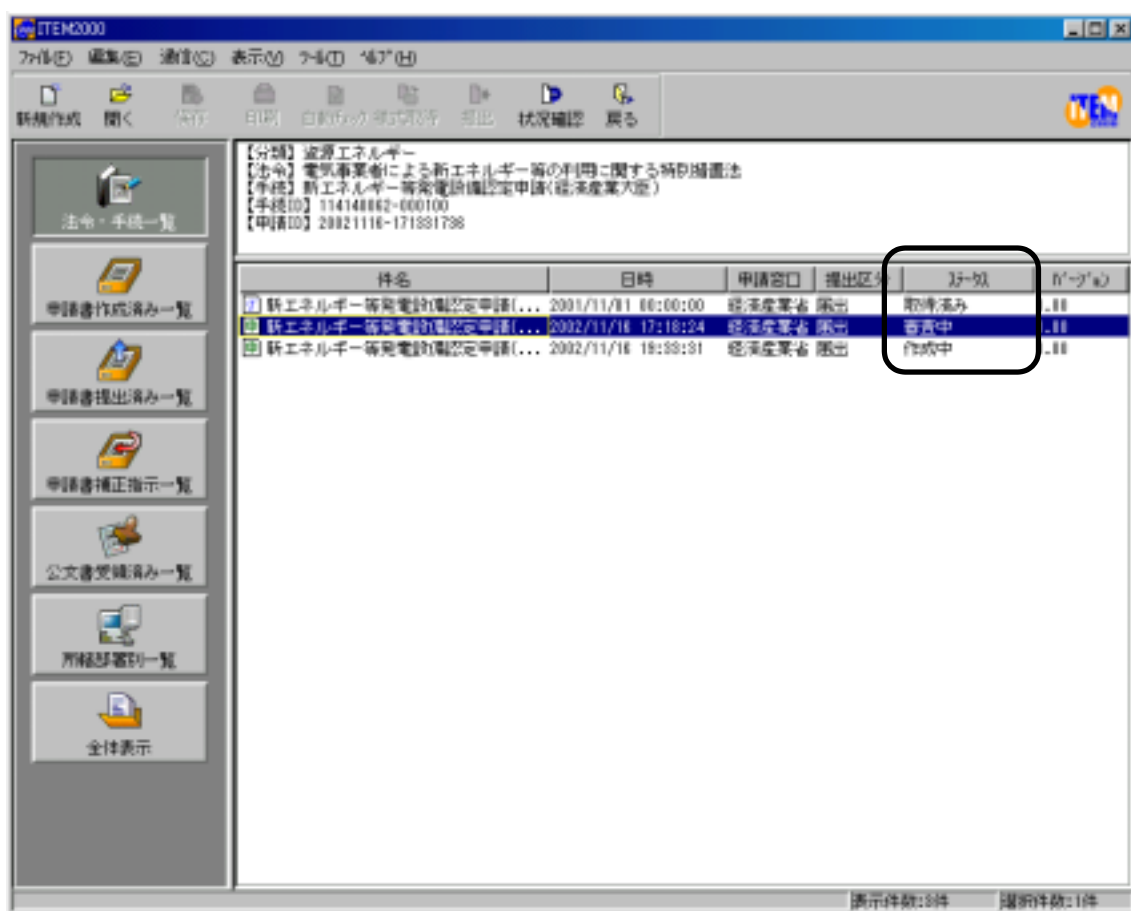 ITEM2000
ﾌｧｲﾙ(F) 編集(E) 通信(C) 表示(V) ﾂｰﾙ(T) ﾍﾙﾌﾟ(H)
新規作成 開く 保存 印刷 自動ﾁｪｯｸ 様式取得 提出 状況確認 戻る
ITEM
【分類】資源エネルギー
【法令】電気事業者による新エネルギー等の利用に関する特別措置法
【手続】新エネルギー等発電設備認定申請(経済産業大臣)
【手続ID】114140062-000100
【申請ID】20021116-171331736
法令・手続一覧
申請書作成済み一覧
申請書提出済み一覧
申請書補正指示一覧
公文書受領済み一覧
所轄部署別一覧
全体表示
件名 日時 申請窓口 提出区分 ｽﾃｰﾀｽ ﾊﾞｰｼﾞｮﾝ
新エネルギー等発電設備認定申請(... 2001/11/01 00:00:00 経済産業省 届出 取得済み .00
新エネルギー等発電設備認定申請(... 2002/11/16 17:18:24 経済産業省 届出 審査中 .00
新エネルギー等発電設備認定申請(... 2002/11/16 19:33:31 経済産業省 届出 作成中 .00
表示件数:3件 選択件数:1件